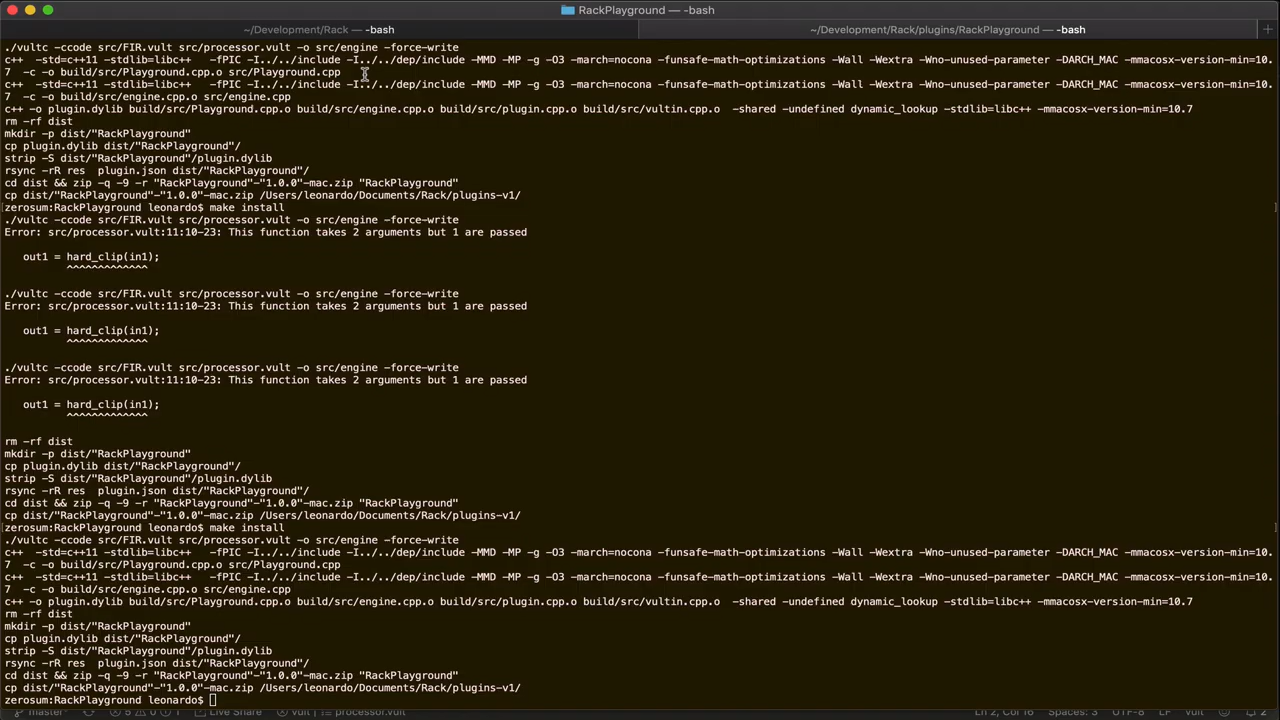 RackPlayground — -bash
~/Development/Rack — -bash
~/Development/Rack/plugins/RackPlayground — -bash
./vultc -ccode src/FIR.vult src/processor.vult -o src/engine -force-write
c++  -std=c++11 -stdlib=libc++   -fPIC -I../../include -I../../dep/include -MMD -MP -g -O3 -march=nocona -funsafe-math-optimizations -Wall -Wextra -Wno-unused-parameter -DARCH_MAC -mmacosx-version-min=10.
7  -c -o build/src/Playground.cpp.o src/Playground.cpp
c++  -std=c++11 -stdlib=libc++   -fPIC -I../../include -I../../dep/include -MMD -MP -g -O3 -march=nocona -funsafe-math-optimizations -Wall -Wextra -Wno-unused-parameter -DARCH_MAC -mmacosx-version-min=10.
7  -c -o build/src/engine.cpp.o src/engine.cpp
c++ -o plugin.dylib build/src/Playground.cpp.o build/src/engine.cpp.o build/src/plugin.cpp.o build/src/vultin.cpp.o  -shared -undefined dynamic_lookup -stdlib=libc++ -mmacosx-version-min=10.7
rm -rf dist
mkdir -p dist/"RackPlayground"
cp plugin.dylib dist/"RackPlayground"/
strip -S dist/"RackPlayground"/plugin.dylib
rsync -rR res  plugin.json dist/"RackPlayground"/
cd dist && zip -q -9 -r "RackPlayground"-"1.0.0"-mac.zip "RackPlayground"
cp dist/"RackPlayground"-"1.0.0"-mac.zip /Users/leonardo/Documents/Rack/plugins-v1/
zerosum:RackPlayground leonardo$ make install
./vultc -ccode src/FIR.vult src/processor.vult -o src/engine -force-write
Error: src/processor.vult:11:10-23: This function takes 2 arguments but 1 are passed
out1 = hard_clip(in1);
^^^^^^^^^^^^^
./vultc -ccode src/FIR.vult src/processor.vult -o src/engine -force-write
Error: src/processor.vult:11:10-23: This function takes 2 arguments but 1 are passed
out1 = hard_clip(in1);
^^^^^^^^^^^^^
./vultc -ccode src/FIR.vult src/processor.vult -o src/engine -force-write
Error: src/processor.vult:11:10-23: This function takes 2 arguments but 1 are passed
out1 = hard_clip(in1);
^^^^^^^^^^^^^
rm -rf dist
mkdir -p dist/"RackPlayground"
cp plugin.dylib dist/"RackPlayground"/
strip -S dist/"RackPlayground"/plugin.dylib
rsync -rR res  plugin.json dist/"RackPlayground"/
cd dist && zip -q -9 -r "RackPlayground"-"1.0.0"-mac.zip "RackPlayground"
cp dist/"RackPlayground"-"1.0.0"-mac.zip /Users/leonardo/Documents/Rack/plugins-v1/
zerosum:RackPlayground leonardo$ make install
./vultc -ccode src/FIR.vult src/processor.vult -o src/engine -force-write
c++  -std=c++11 -stdlib=libc++   -fPIC -I../../include -I../../dep/include -MMD -MP -g -O3 -march=nocona -funsafe-math-optimizations -Wall -Wextra -Wno-unused-parameter -DARCH_MAC -mmacosx-version-min=10.
7  -c -o build/src/Playground.cpp.o src/Playground.cpp
c++  -std=c++11 -stdlib=libc++   -fPIC -I../../include -I../../dep/include -MMD -MP -g -O3 -march=nocona -funsafe-math-optimizations -Wall -Wextra -Wno-unused-parameter -DARCH_MAC -mmacosx-version-min=10.
7  -c -o build/src/engine.cpp.o src/engine.cpp
c++ -o plugin.dylib build/src/Playground.cpp.o build/src/engine.cpp.o build/src/plugin.cpp.o build/src/vultin.cpp.o  -shared -undefined dynamic_lookup -stdlib=libc++ -mmacosx-version-min=10.7
rm -rf dist
mkdir -p dist/"RackPlayground"
cp plugin.dylib dist/"RackPlayground"/
strip -S dist/"RackPlayground"/plugin.dylib
rsync -rR res  plugin.json dist/"RackPlayground"/
cd dist && zip -q -9 -r "RackPlayground"-"1.0.0"-mac.zip "RackPlayground"
cp dist/"RackPlayground"-"1.0.0"-mac.zip /Users/leonardo/Documents/Rack/plugins-v1/
zerosum:RackPlayground leonardo$
master* 5 0 1 Live Share vult processor.vult Ln 2, Col 16 Spaces: 3 UTF-8 LF vult 2